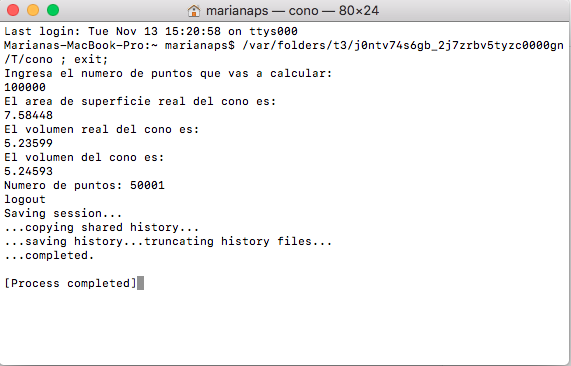 marianaps — cono — 80×24
Last login: Tue Nov 13 15:20:58 on ttys000
Marianas-MacBook-Pro:~ marianaps$ /var/folders/t3/j0ntv74s6gb_2j7zrbv5tyzc0000gn
/T/cono ; exit;
Ingresa el numero de puntos que vas a calcular:
100000
El area de superficie real del cono es:
7.58448
El volumen real del cono es:
5.23599
El volumen del cono es:
5.24593
Numero de puntos: 50001
logout
Saving session...
...copying shared history...
...saving history...truncating history files...
...completed.
[Process completed]